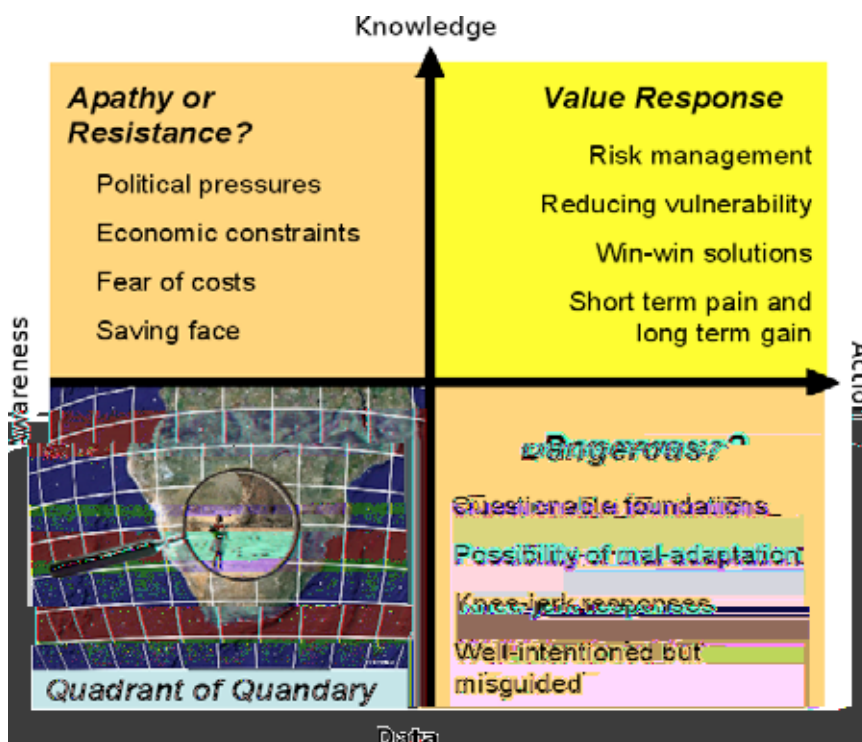 Knowledge
Apathy or
Resistance?
Political pressures
Economic constraints
Fear of costs
Saving face
Value Response
Risk management
Reducing vulnerability
Win-win solutions
Short term pain and
long term gain
wareness
Action
Dangerous?
Questionable foundations
Possibility of mal-adaptation
Knee-jerk responses
Well-intentioned but
misguided
Quadrant of Quandary
Data